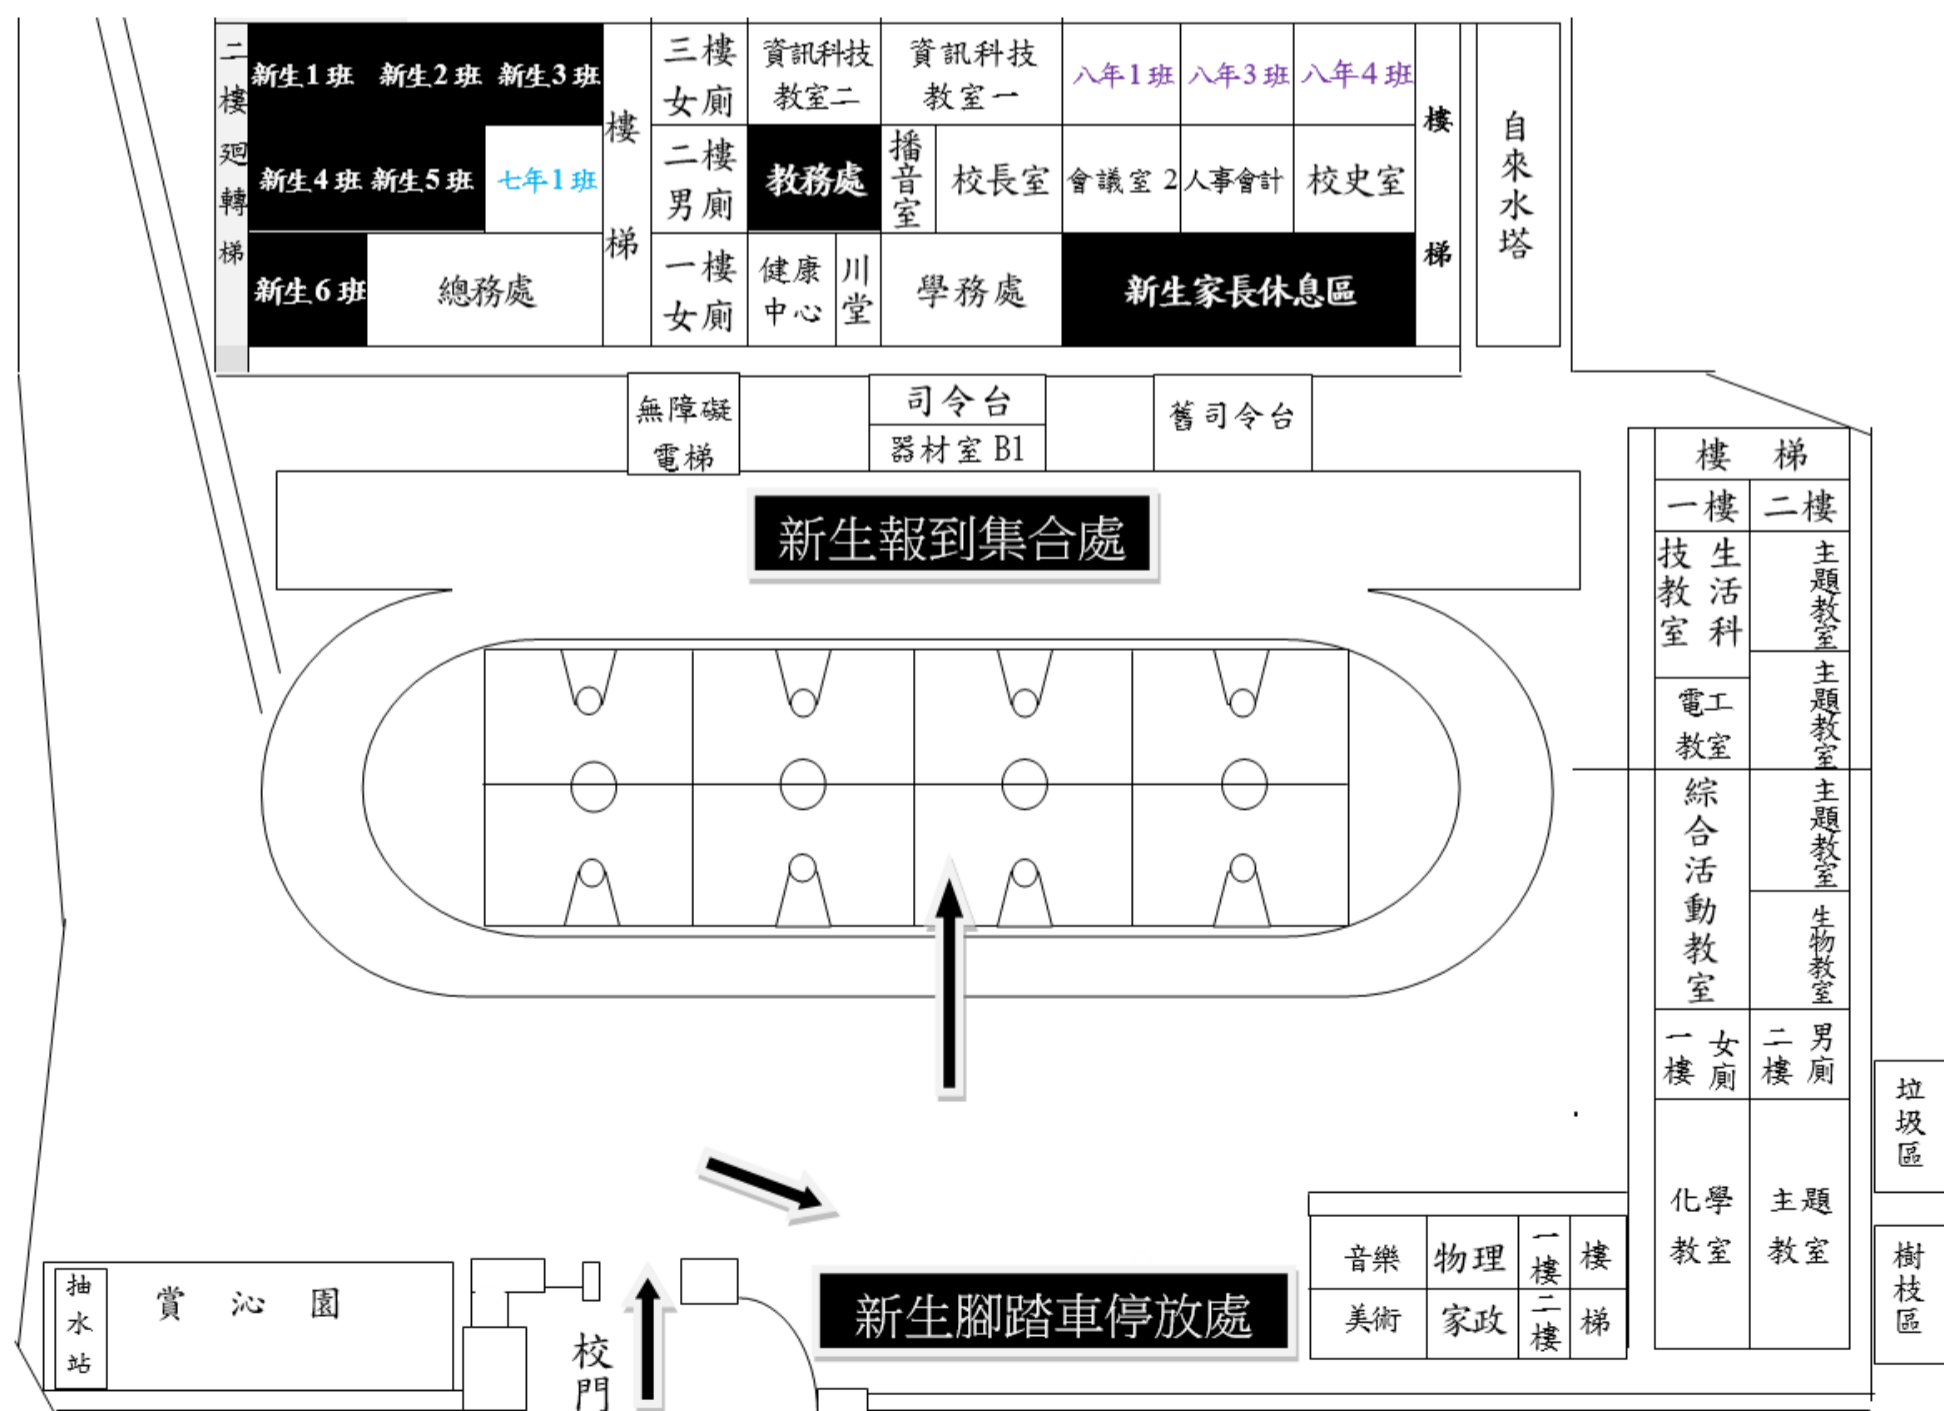 二樓迴轉梯
新生1班 新生2班 新生3班
樓梯
三樓
女廁
資訊科技
教室二
資訊科技
教室一
八年1班 八年3班 八年4班
樓梯
自來水塔
新生4班 新生5班 七年1班
二樓
男廁
教務處
播音室
校長室
會議室2 人事會計 校史室
新生6班 總務處
一樓
女廁
健康
中心
川堂
學務處
新生家長休息區
無障礙
電梯
司令台
器材室 B1
舊司令台
新生報到集合處
樓 梯
一樓 二樓
生活科
技教室
主題教室
電工
教室
主題教室
綜合活動教室
主題教室
生物教室
一樓
女廁
二樓
男廁
化學
教室
主題
教室
垃圾區
樹枝區
音樂 物理 一樓
美術 家政 二樓
樓梯
抽水站
賞沁園
校門
新生腳踏車停放處